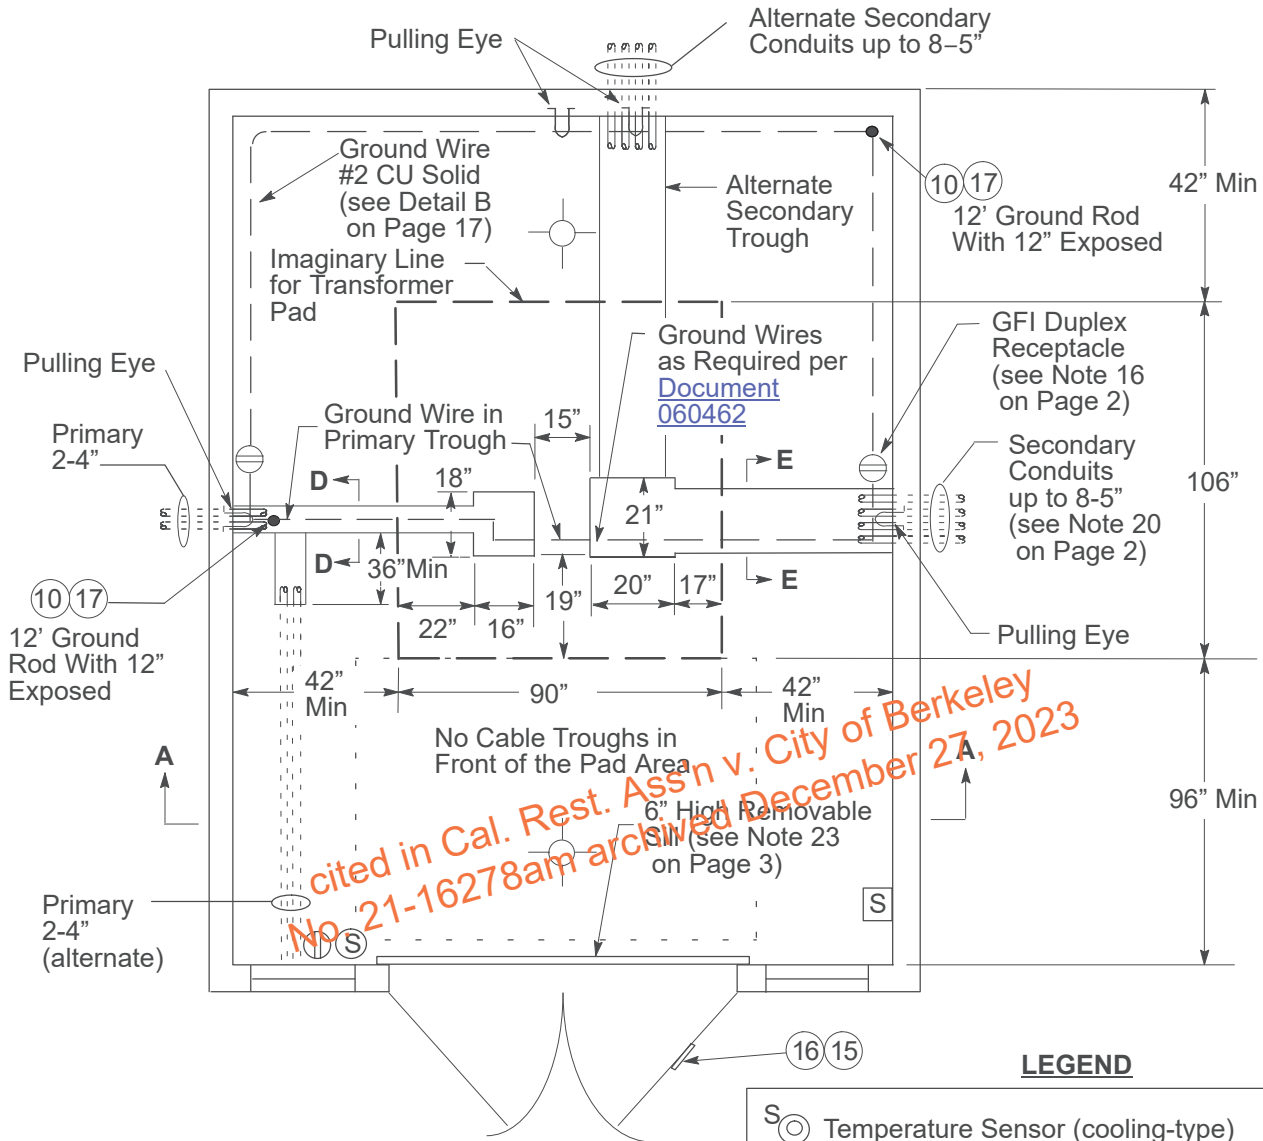 Pulling Eye
Alternate Secondary
Conduits up to 8–5”
Ground Wire
#2 CU Solid
(see Detail B
on Page 17)
Alternate
Secondary
Trough
10 17
12’ Ground Rod
With 12” Exposed
42” Min
Imaginary Line
for Transformer
Pad
Pulling Eye
Ground Wires
as Required per
Document
060462
GFI Duplex
Receptacle
(see Note 16
on Page 2)
Primary
2-4”
Ground Wire in
Primary Trough
15”
Secondary
Conduits
up to 8-5”
(see Note 20
on Page 2)
106”
D
18”
21”
E
D
36”Min
E
10 17
12’ Ground
Rod With 12”
Exposed
22”
16”
19”
20”
17”
Pulling Eye
42”
Min
90”
42”
Min
No Cable Troughs in
Front of the Pad Area
A
A
6” High Removable
Sill (see Note 23
on Page 3)
96” Min
cited in Cal. Rest. Ass'n v. City of Berkeley
No. 21-16278am archived December 27, 2023
Primary
2-4”
(alternate)
S
S
16 15
LEGEND
S Temperature Sensor (cooling-type)